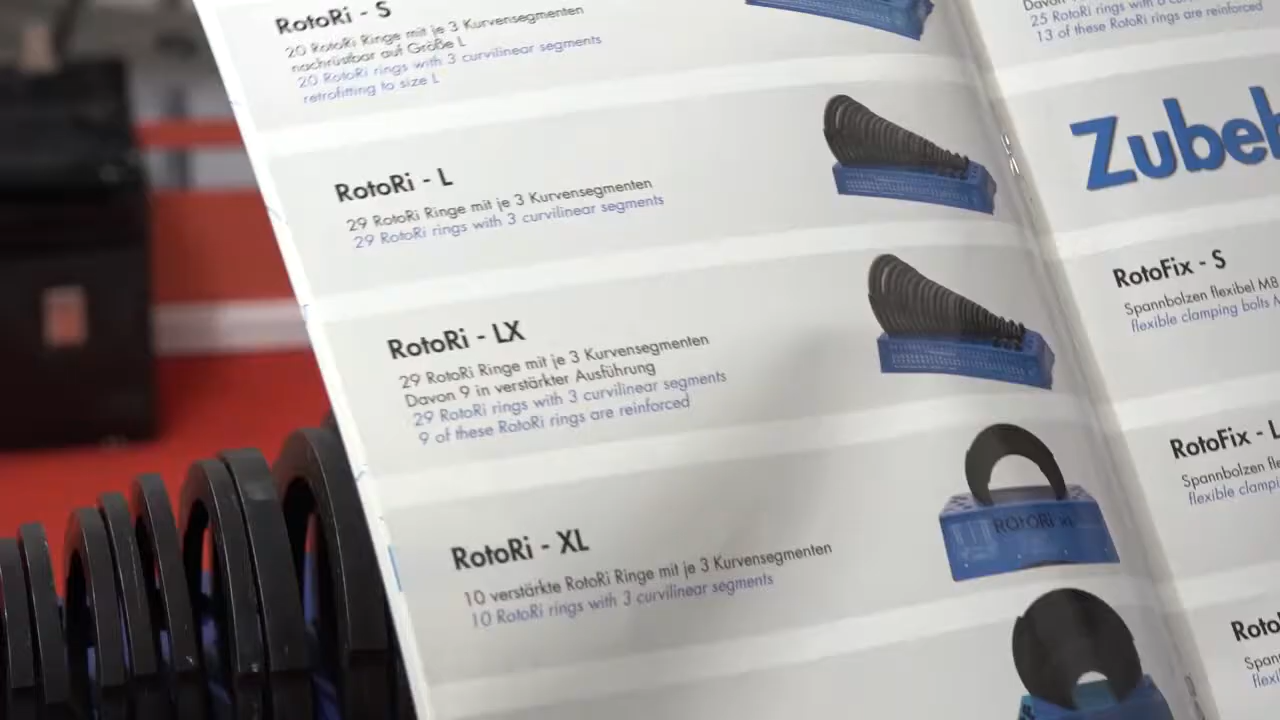 RotoRi - S
20 RotoRi Ringe mit je 3 Kurvensegmenten
nachrüstbar auf Größe L
20 RotoRi rings with 3 curvilinear segments
retrofitting to size L
RotoRi - L
29 RotoRi Ringe mit je 3 Kurvensegmenten
29 RotoRi rings with 3 curvilinear segments
RotoRi - LX
29 RotoRi Ringe mit je 3 Kurvensegmenten
Davon 9 in verstärkter Ausführung
29 RotoRi rings with 3 curvilinear segments
9 of these RotoRi rings are reinforced
RotoRi - XL
10 verstärkte RotoRi Ringe mit je 3 Kurvensegmenten
10 RotoRi rings with 3 curvilinear segments
ROTORI XL
25 RotoRi rings with
13 of these RotoRi rings are reinforced
Zubeh
RotoFix - S
Spannbolzen flexibel M8
flexible clamping bolts
RotoFix - L
Spannbolzen fle
flexible clampi
Roto
Spann
flexi